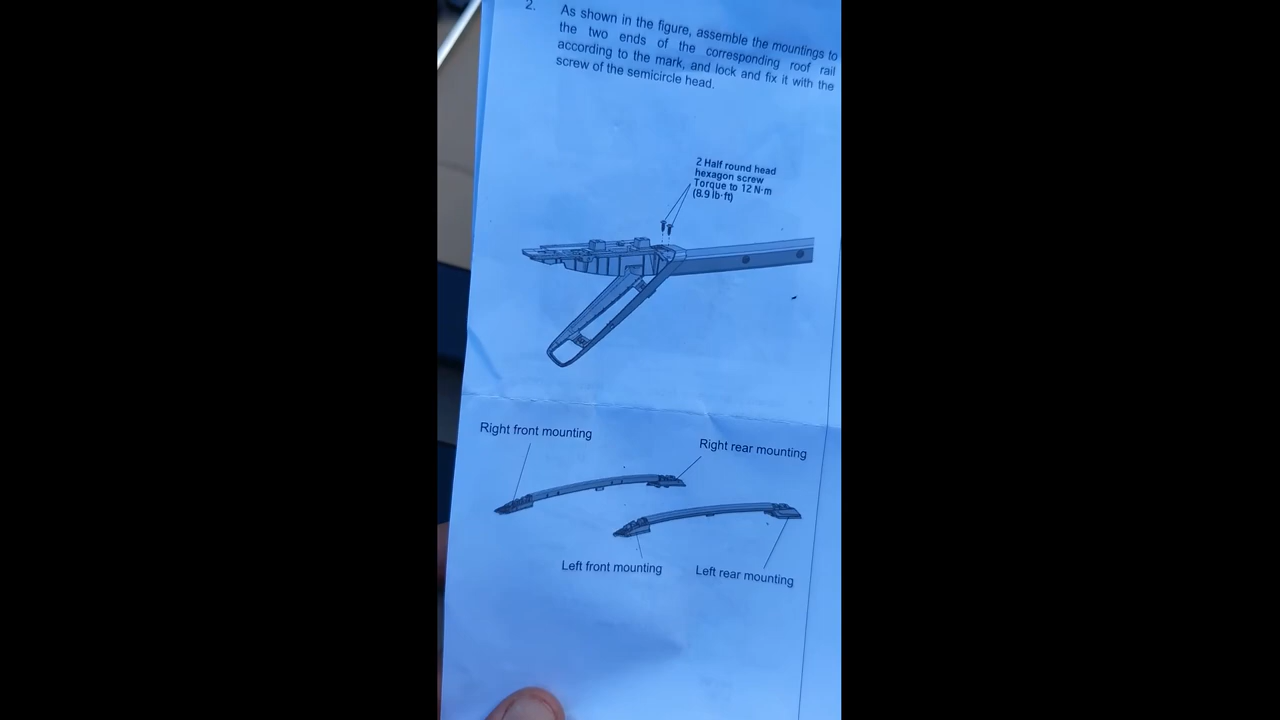 2. As shown in the figure, assemble the mountings to
the two ends of the corresponding roof rail
according to the mark, and lock and fix it with the
screw of the semicircle head.
2 Half round head
hexagon screw
Torque to 12 N·m
(8.9 lb·ft)
Right front mounting
Right rear mounting
Left front mounting
Left rear mounting